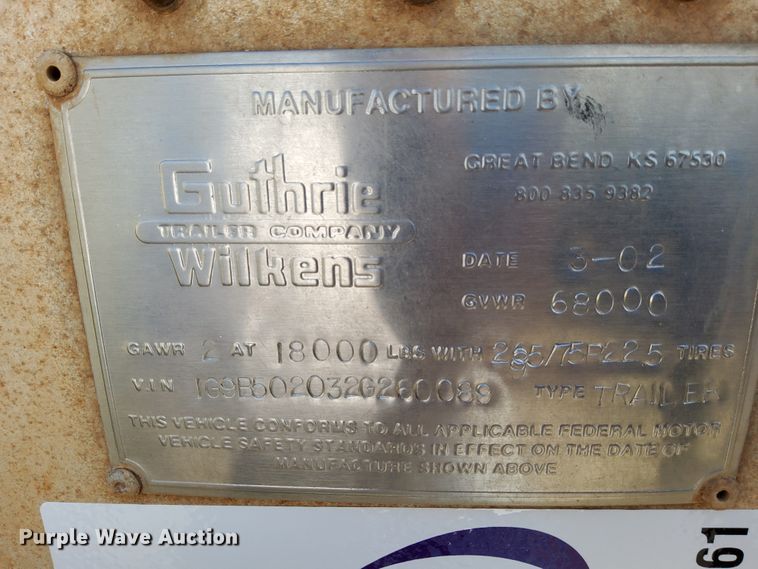 MANUFACTURED BY
Guthrie
TRAILER COMPANY
Wilkens
GREAT BEND, KS 67530
800 835 9382
DATE 3-02
GVWR 68000
GAWR 2 AT 18000 LBS WITH 285/75R22.5 TIRES
V.I.N 1G9B502032G260089 TYPE TRAILER
THIS VEHICLE CONFORMS TO ALL APPLICABLE FEDERAL MOTOR
VEHICLE SAFETY STANDARDS IN EFFECT ON THE DATE OF
MANUFACTURE SHOWN ABOVE
Purple Wave Auction
61